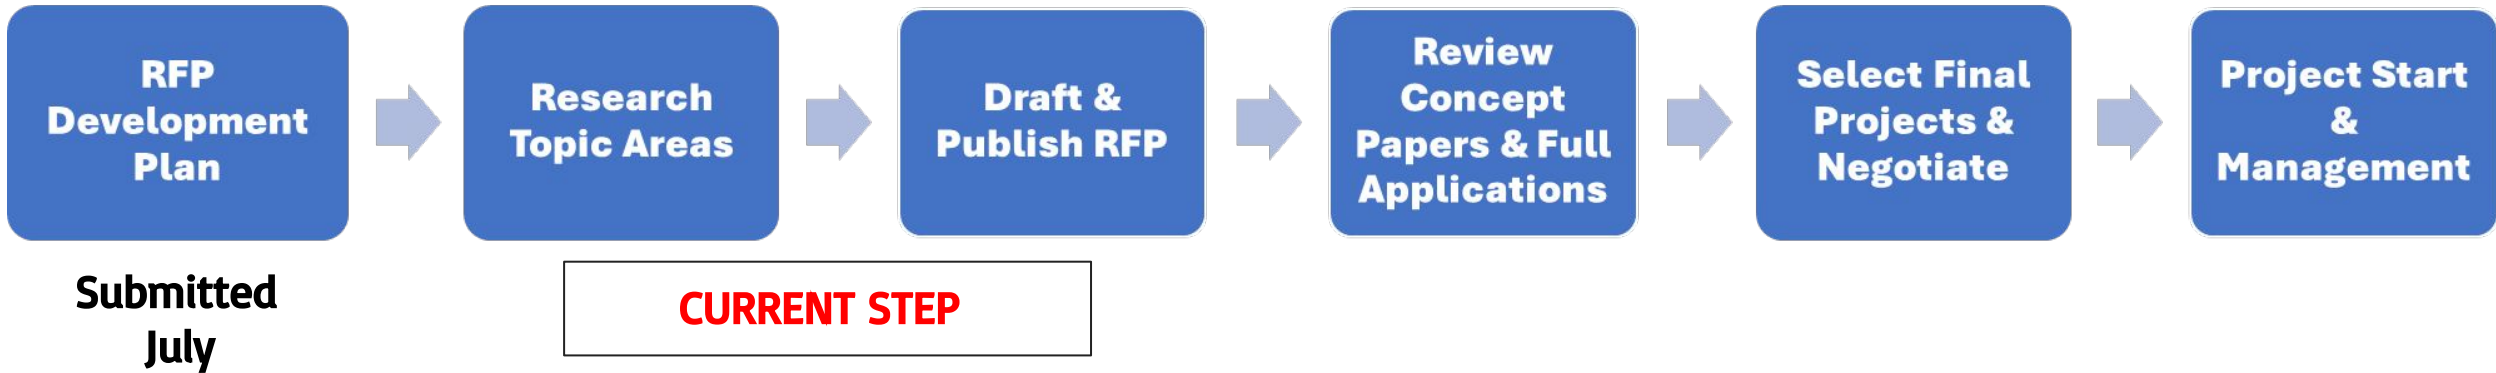 RFP
Development
Plan
Research
Topic Areas
Draft &
Publish RFP
Review
Concept
Papers & Full
Applications
Select Final
Projects &
Negotiate
Project Start
&
Management
Submitted
July
CURRENT STEP